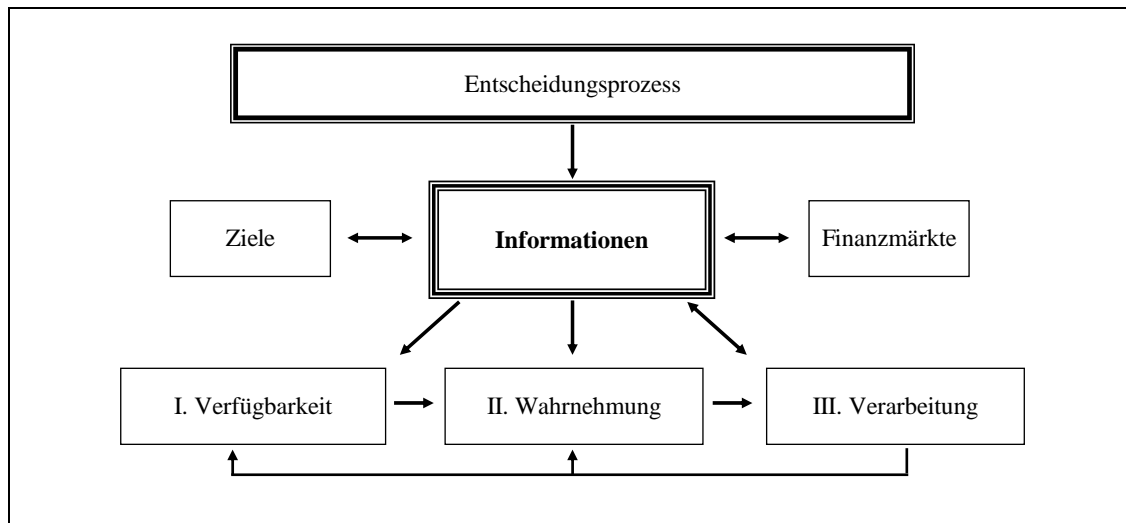 Entscheidungsprozess
Ziele
Informationen
Finanzmärkte
I. Verfügbarkeit
II. Wahrnehmung
III. Verarbeitung